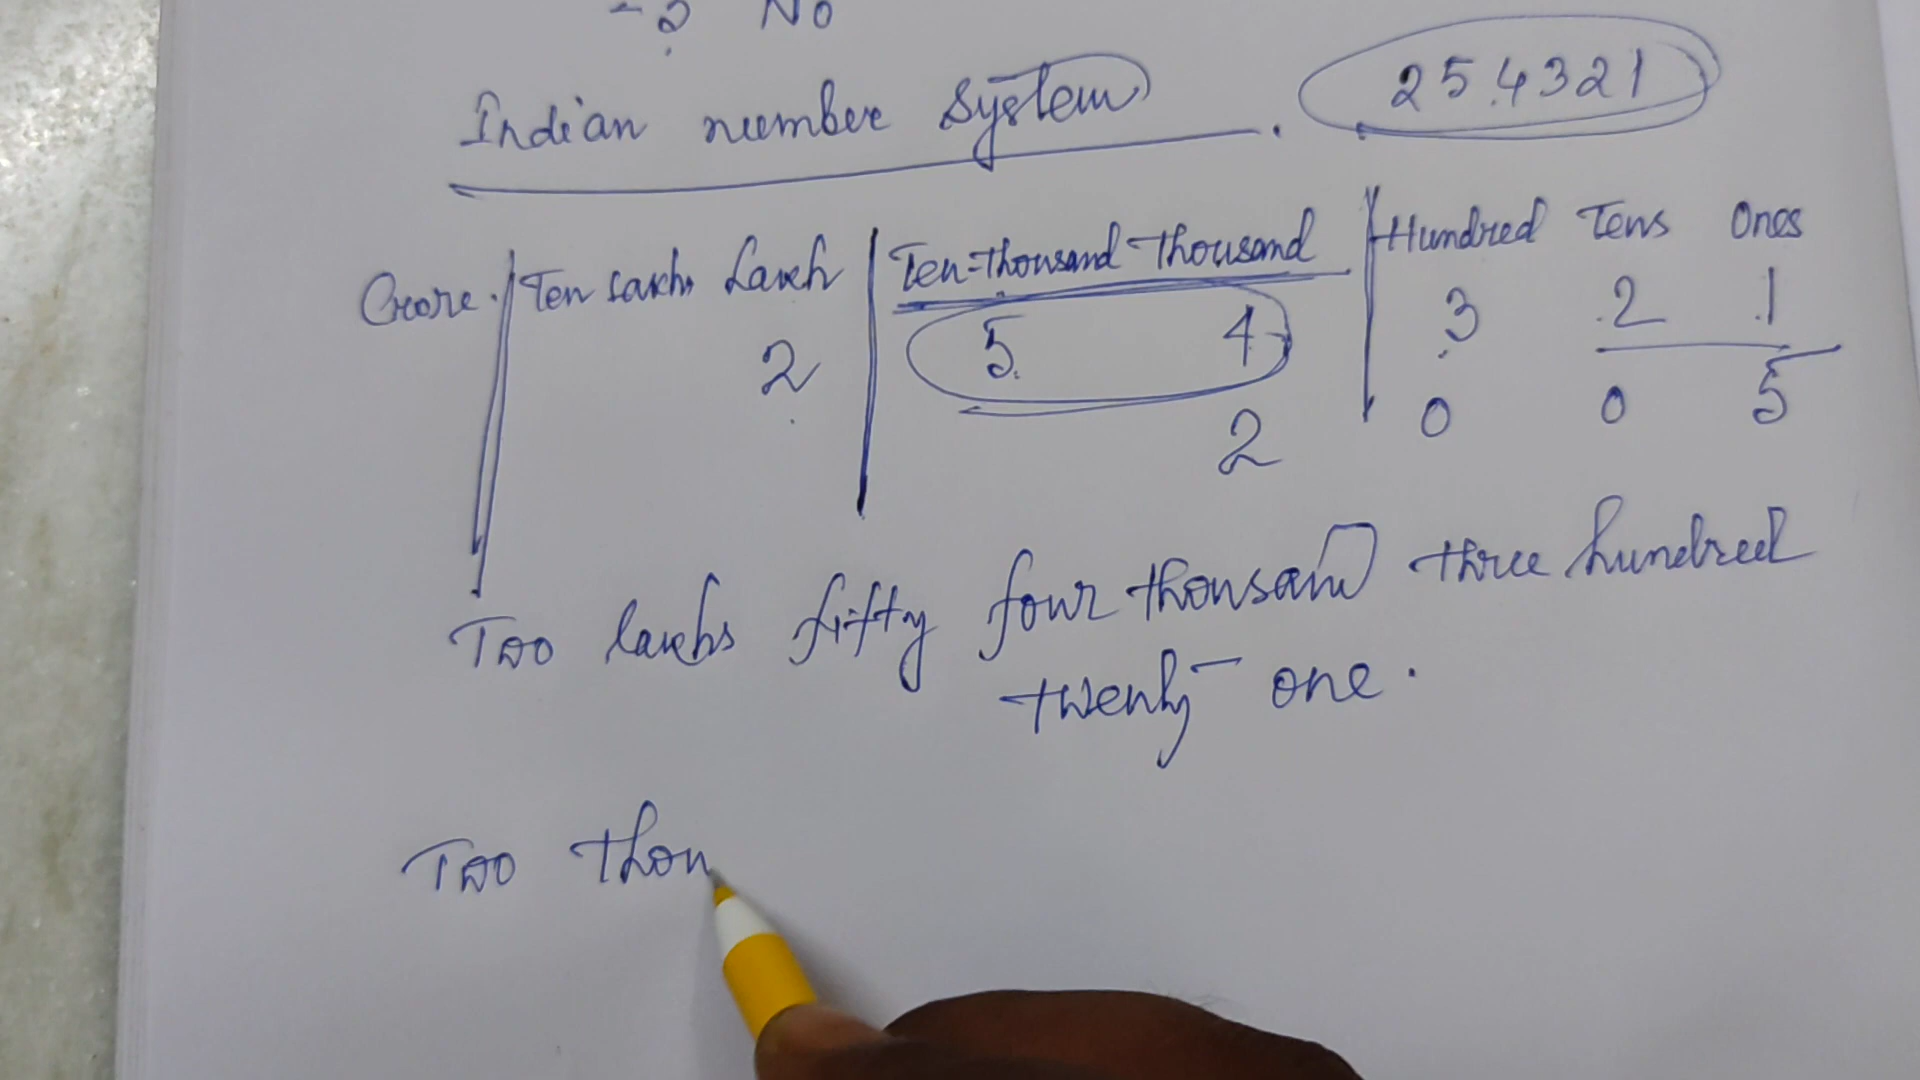 -2 No
Indian number System . 254321
Crore. Ten Lakhs Lakh Ten-thousand Thousand Hundred Tens Ones
2 5 4 3 2 1
2 0 0 5
Two lakhs fifty four thousand three hundred
twenty one.
Two thou